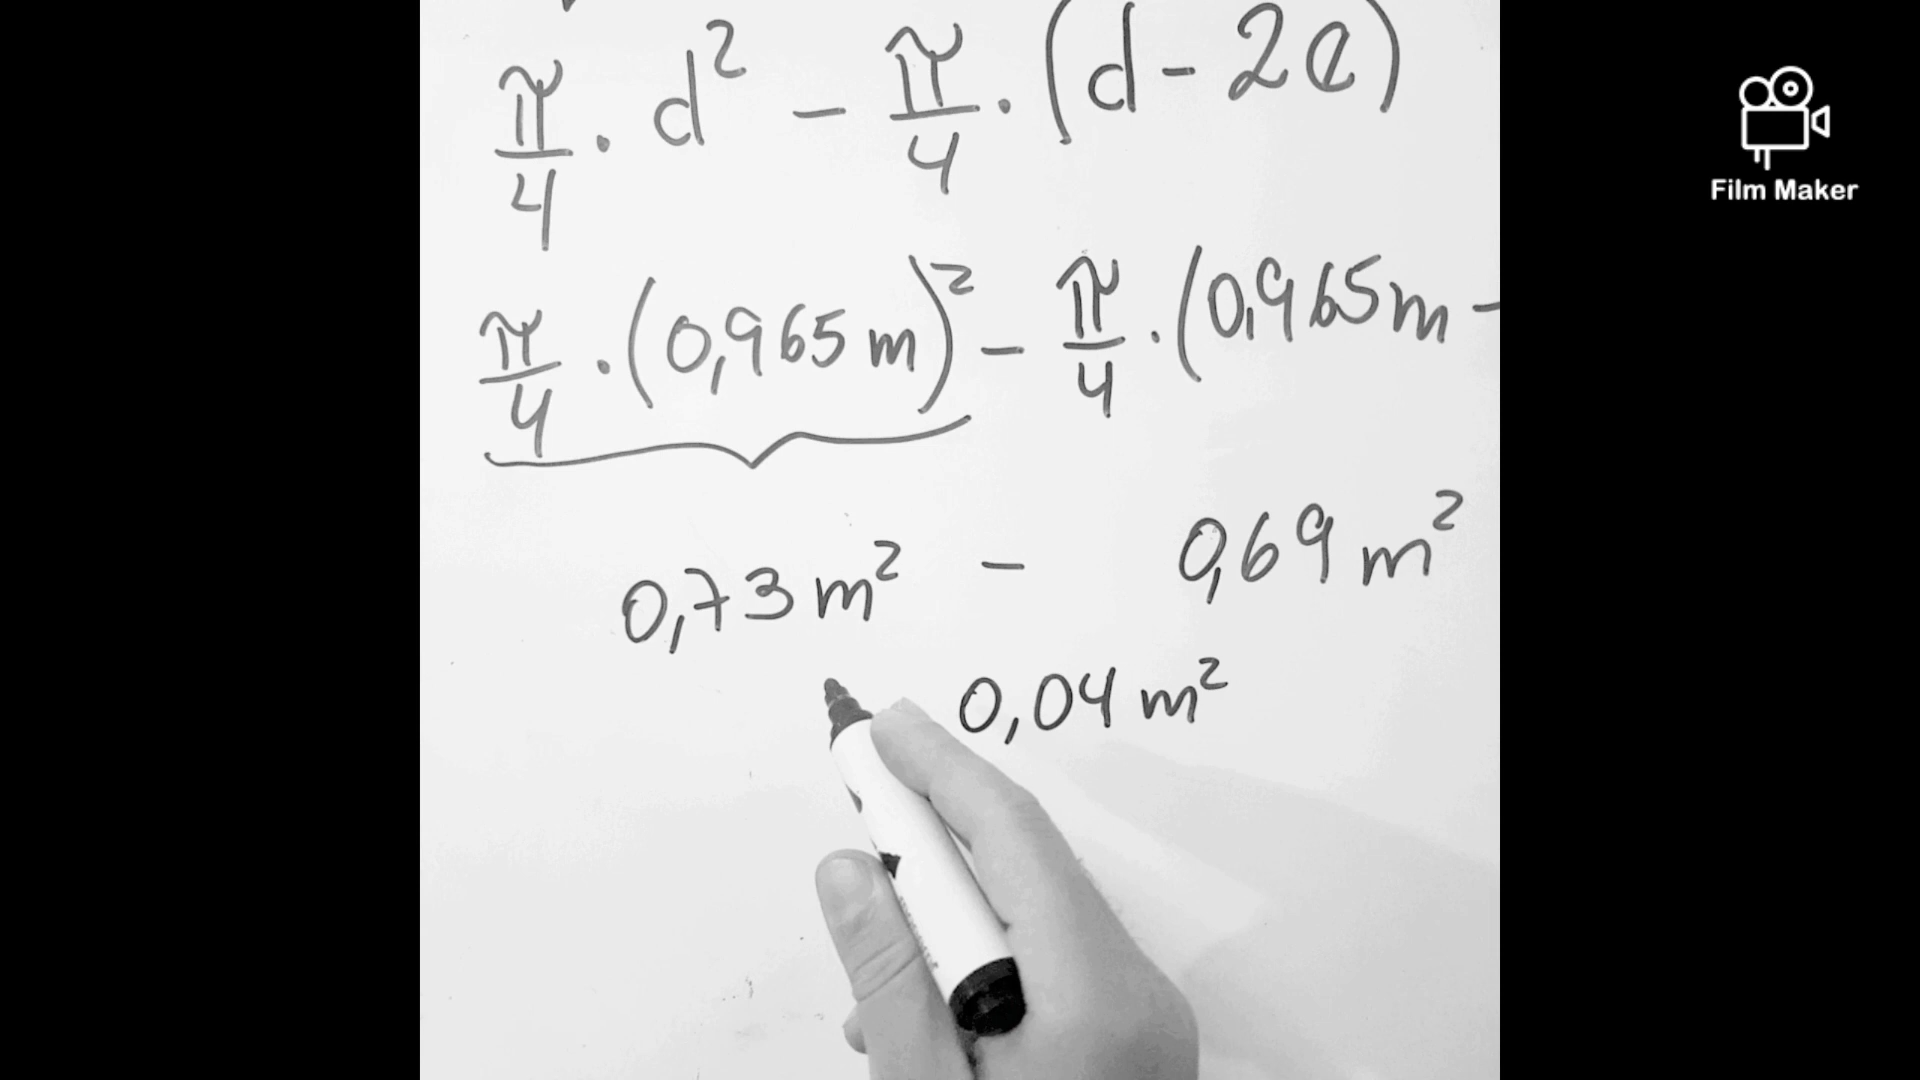 π/4 · d² - π/4 · (d - 2e)
π/4 · (0,965 m)² - π/4 · (0,965 m -
0,73 m² - 0,69 m²
0,04 m²
Film Maker